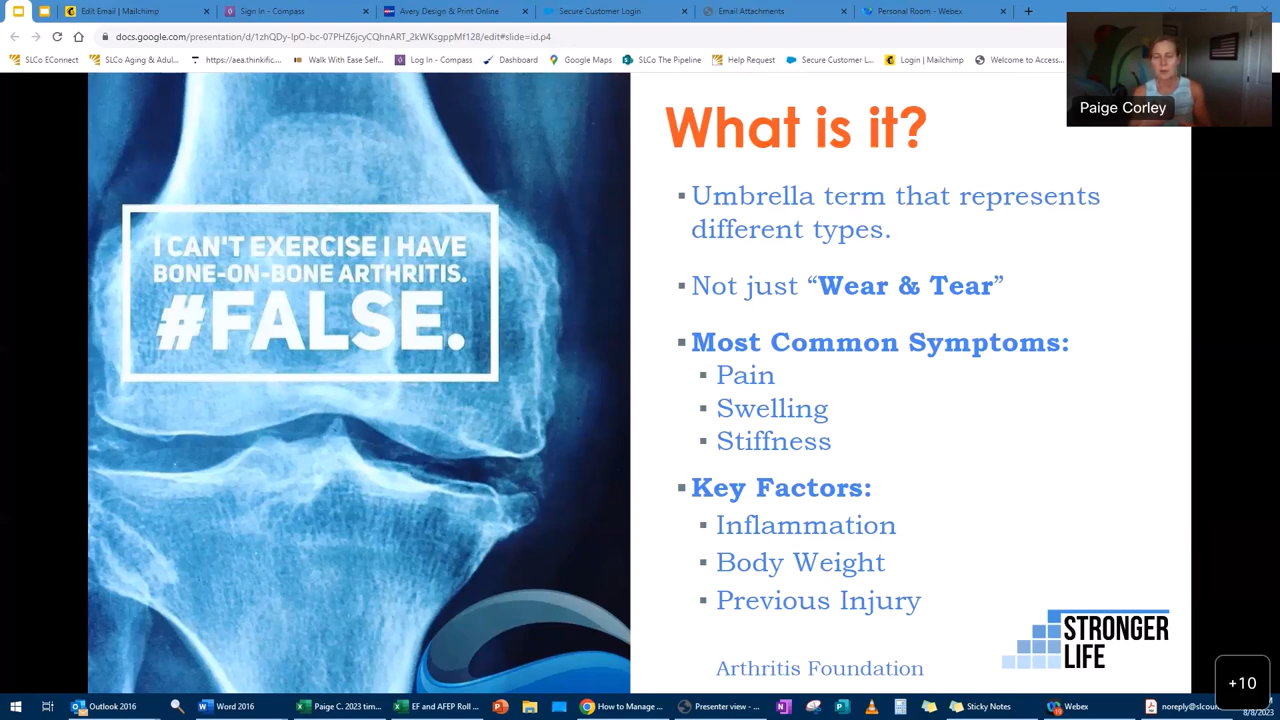 Edit Email | Mailchimp
Sign In - Compass
Avery Design & Print Online
Secure Customer Login
Email Attachments
Personal Room - Webex
docs.google.com/presentation/d/1zhQDy-IpO-bc-07PHZ6jcyCQhnART_2kWKsgppMf128/edit#slide=id.p4
SLCo EConnect
SLCo Aging & Adul...
https://aea.thinkific....
Walk With Ease Self...
Log In - Compass
Dashboard
Google Maps
SLCo The Pipeline
Help Request
Secure Customer L...
Login | Mailchimp
Welcome to Access...
Paige Corley
I CAN'T EXERCISE I HAVE
BONE-ON-BONE ARTHRITIS.
#FALSE.
What is it?
Umbrella term that represents
different types.
Not just “Wear & Tear”
Most Common Symptoms:
Pain
Swelling
Stiffness
Key Factors:
Inflammation
Body Weight
Previous Injury
Arthritis Foundation
STRONGER
LIFE
+10
Outlook 2016
Word 2016
Paige C. 2023 tim...
EF and AFEP Roll ...
How to Manage ...
Presenter view - ...
Sticky Notes
Webex
noreply@slcoun...
8/8/2023